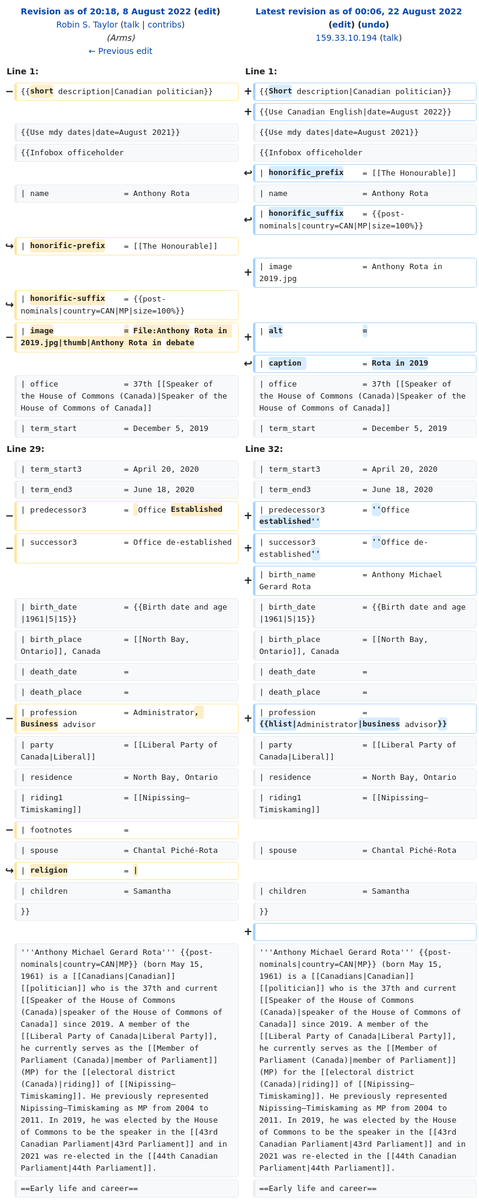 Revision as of 20:18, 8 August 2022 (edit)
Robin S. Taylor (talk | contribs)
(Arms)
← Previous edit
Latest revision as of 00:06, 22 August 2022
(edit) (undo)
159.33.10.194 (talk)
Line 1:
Line 1:
− {{short description|Canadian politician}}
+ {{Short description|Canadian politician}}
+ {{Use Canadian English|date=August 2022}}
{{Use mdy dates|date=August 2021}}
{{Use mdy dates|date=August 2021}}
{{Infobox officeholder
{{Infobox officeholder
↩ | honorific_prefix = [[The Honourable]]
| name = Anthony Rota
| name = Anthony Rota
↩ | honorific_suffix = {{post-
nominals|country=CAN|MP|size=100%}}
↪ | honorific-prefix = [[The Honourable]]
+ | image = Anthony Rota in
2019.jpg
↪ | honorific-suffix = {{post-
nominals|country=CAN|MP|size=100%}}
− | image = File:Anthony Rota in
2019.jpg|thumb|Anthony Rota in debate
+ | alt =
↩ | caption = Rota in 2019
| office = 37th [[Speaker of
the House of Commons (Canada)|Speaker of the
House of Commons of Canada]]
| office = 37th [[Speaker of
the House of Commons (Canada)|Speaker of the
House of Commons of Canada]]
| term_start = December 5, 2019
| term_start = December 5, 2019
Line 29:
Line 32:
| term_start3 = April 20, 2020
| term_start3 = April 20, 2020
| term_end3 = June 18, 2020
| term_end3 = June 18, 2020
− | predecessor3 = Office Established
+ | predecessor3 = ''Office
established''
− | successor3 = Office de-established
+ | successor3 = ''Office de-
established''
+ | birth_name = Anthony Michael
Gerard Rota
| birth_date = {{Birth date and age
|1961|5|15}}
| birth_date = {{Birth date and age
|1961|5|15}}
| birth_place = [[North Bay,
Ontario]], Canada
| birth_place = [[North Bay,
Ontario]], Canada
| death_date =
| death_date =
| death_place =
| death_place =
− | profession = Administrator,
Business advisor
+ | profession =
{{hlist|Administrator|business advisor}}
| party = [[Liberal Party of
Canada|Liberal]]
| party = [[Liberal Party of
Canada|Liberal]]
| residence = North Bay, Ontario
| residence = North Bay, Ontario
| riding1 = [[Nipissing—
Timiskaming]]
| riding1 = [[Nipissing—
Timiskaming]]
− | footnotes =
| spouse = Chantal Piché-Rota
| spouse = Chantal Piché-Rota
↪ | religion = |
| children = Samantha
| children = Samantha
}}
}}
+
'''Anthony Michael Gerard Rota''' {{post-
nominals|country=CAN|MP}} (born May 15,
1961) is a [[Canadians|Canadian]]
[[politician]] who is the 37th and current
[[Speaker of the House of Commons
(Canada)|speaker of the House of Commons of
Canada]] since 2019. A member of the
[[Liberal Party of Canada|Liberal Party]],
he currently serves as the [[Member of
Parliament (Canada)|member of Parliament]]
(MP) for the [[electoral district
(Canada)|riding]] of [[Nipissing—
Timiskaming]]. He previously represented
Nipissing—Timiskaming as MP from 2004 to
2011. In 2019, he was elected by the House
of Commons to be the speaker in the [[43rd
Canadian Parliament|43rd Parliament]] and in
2021 was re-elected in the [[44th Canadian
Parliament|44th Parliament]].
'''Anthony Michael Gerard Rota''' {{post-
nominals|country=CAN|MP}} (born May 15,
1961) is a [[Canadians|Canadian]]
[[politician]] who is the 37th and current
[[Speaker of the House of Commons
(Canada)|speaker of the House of Commons of
Canada]] since 2019. A member of the
[[Liberal Party of Canada|Liberal Party]],
he currently serves as the [[Member of
Parliament (Canada)|member of Parliament]]
(MP) for the [[electoral district
(Canada)|riding]] of [[Nipissing—
Timiskaming]]. He previously represented
Nipissing—Timiskaming as MP from 2004 to
2011. In 2019, he was elected by the House
of Commons to be the speaker in the [[43rd
Canadian Parliament|43rd Parliament]] and in
2021 was re-elected in the [[44th Canadian
Parliament|44th Parliament]].
==Early life and career==
==Early life and career==